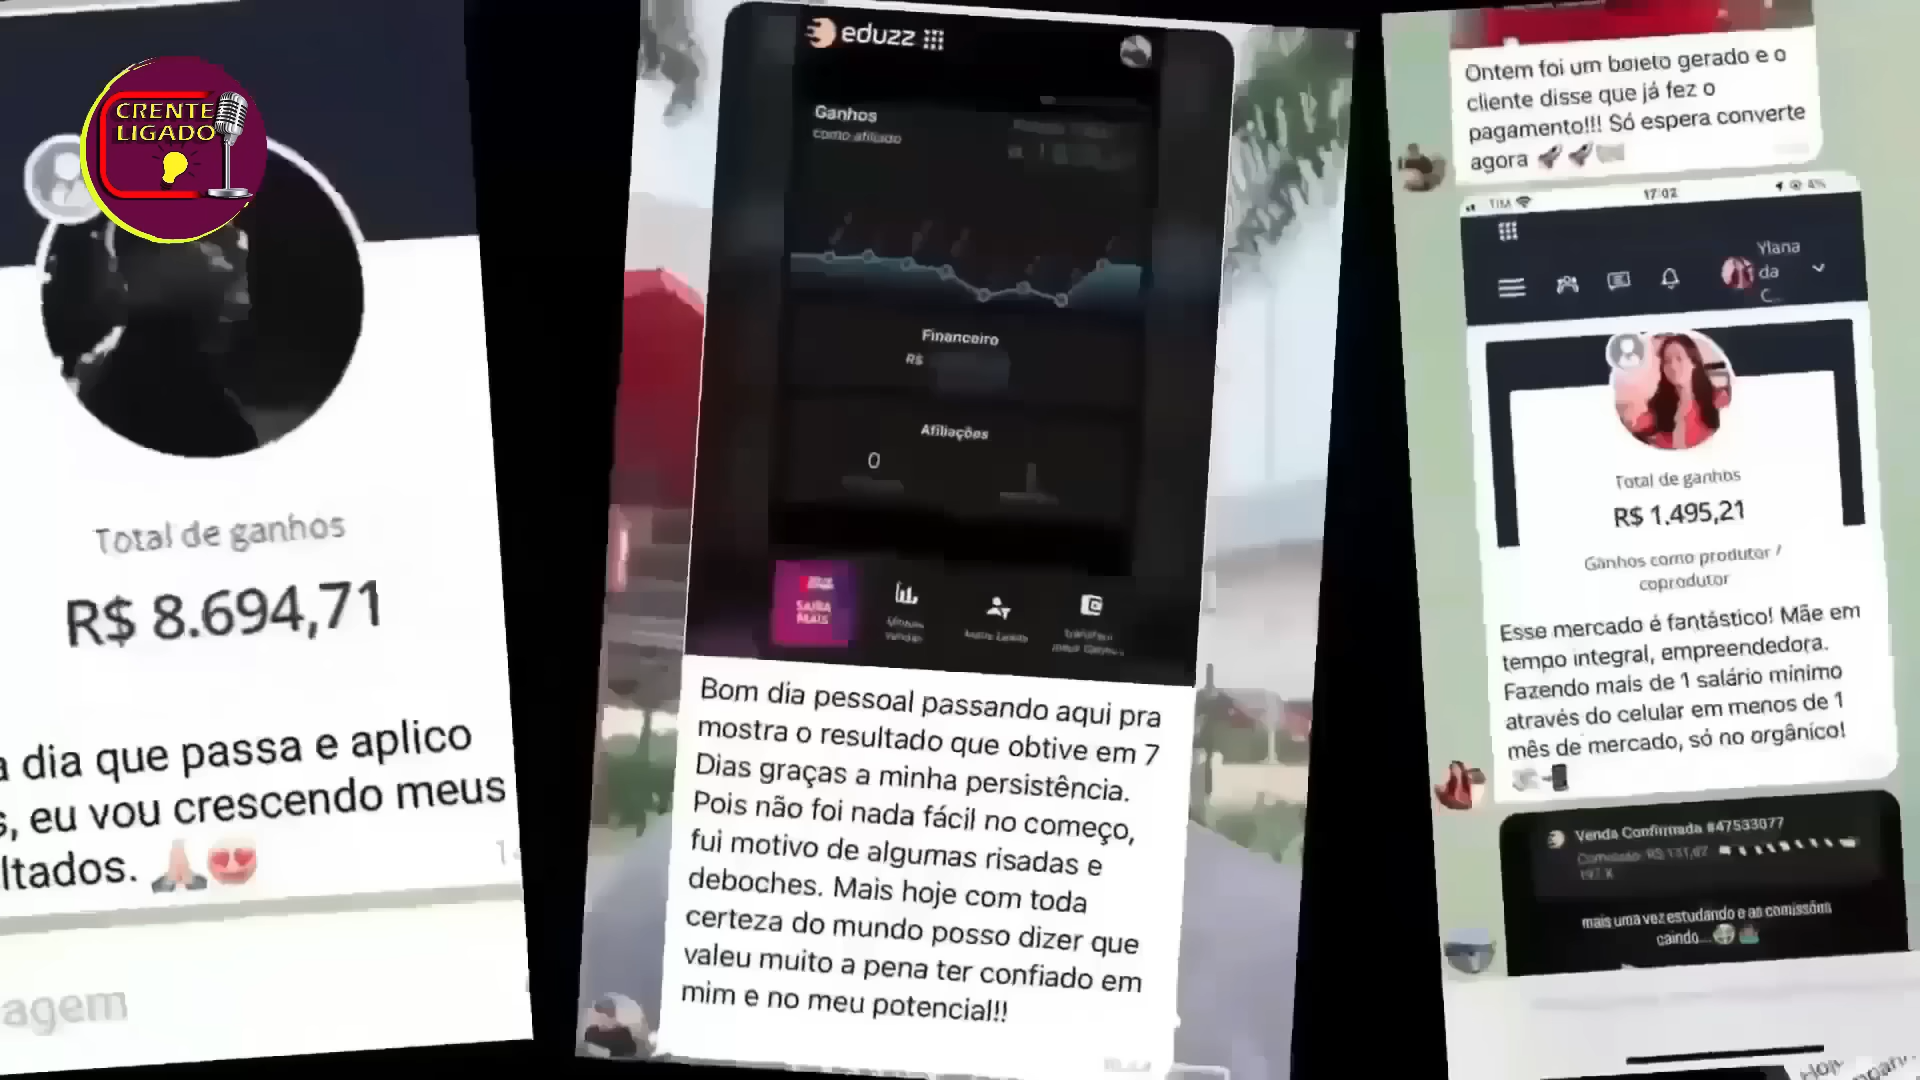 CRENTE
LIGADO
Total de ganhos
R$ 8.694,71
a dia que passa e aplico
s, eu vou crescendo meus
ltados. 🙏😍
agem
eduzz
Ganhos
como afiliado
Financeiro
R$
Afiliações
0
SAIBA
MAIS
Bom dia pessoal passando aqui pra
mostra o resultado que obtive em 7
Dias graças a minha persistência.
Pois não foi nada fácil no começo,
fui motivo de algumas risadas e
deboches. Mais hoje com toda
certeza do mundo posso dizer que
valeu muito a pena ter confiado em
mim e no meu potencial!!
Ontem foi um boleto gerado e o
cliente disse que já fez o
pagamento!!! Só espera converte
agora 🚀🚀
TIM
17:02
4%
Ylana
da
C...
Total de ganhos
R$ 1.495,21
Ganhos como produtor /
coprodutor
Esse mercado é fantástico! Mãe em
tempo integral, empreendedora.
Fazendo mais de 1 salário mínimo
através do celular em menos de 1
mês de mercado, só no orgânico!
Venda Confirmada #47533077
mais uma vez estudando e as comissões
caindo...